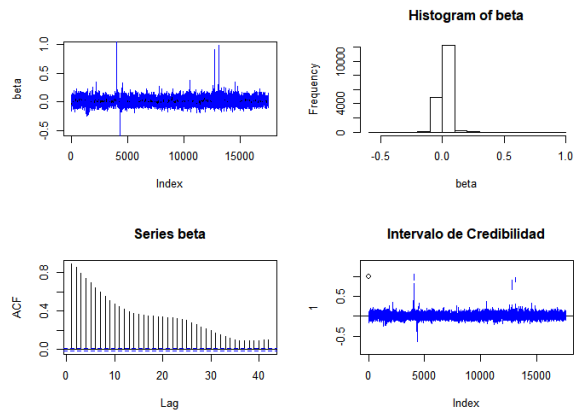 beta
-0.5 0.0 0.5 1.0
0 5000 10000 15000
Index
Histogram of beta
Frequency
0 4000 10000
-0.5 0.0 0.5 1.0
beta
Series beta
ACF
0.0 0.4 0.8
0 10 20 30 40
Lag
Intervalo de Credibilidad
1
-0.5 0.5
0 5000 10000 15000
Index